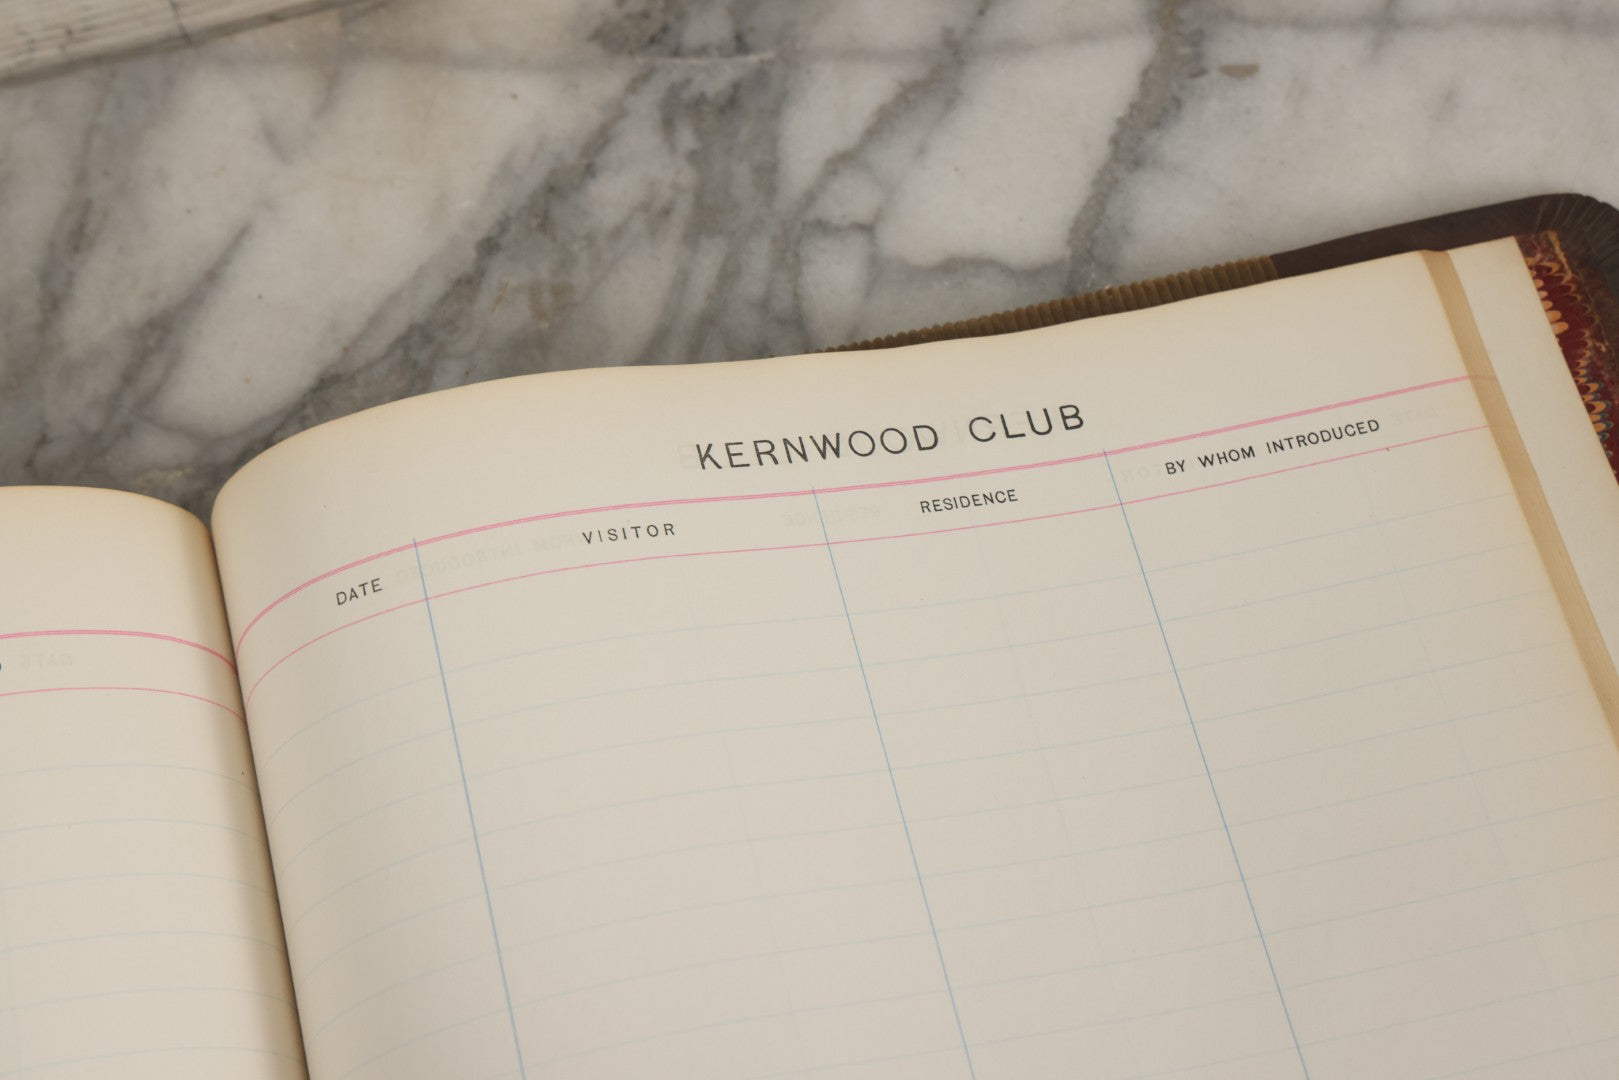 KERNWOOD CLUB
DATE VISITOR RESIDENCE BY WHOM INTRODUCED